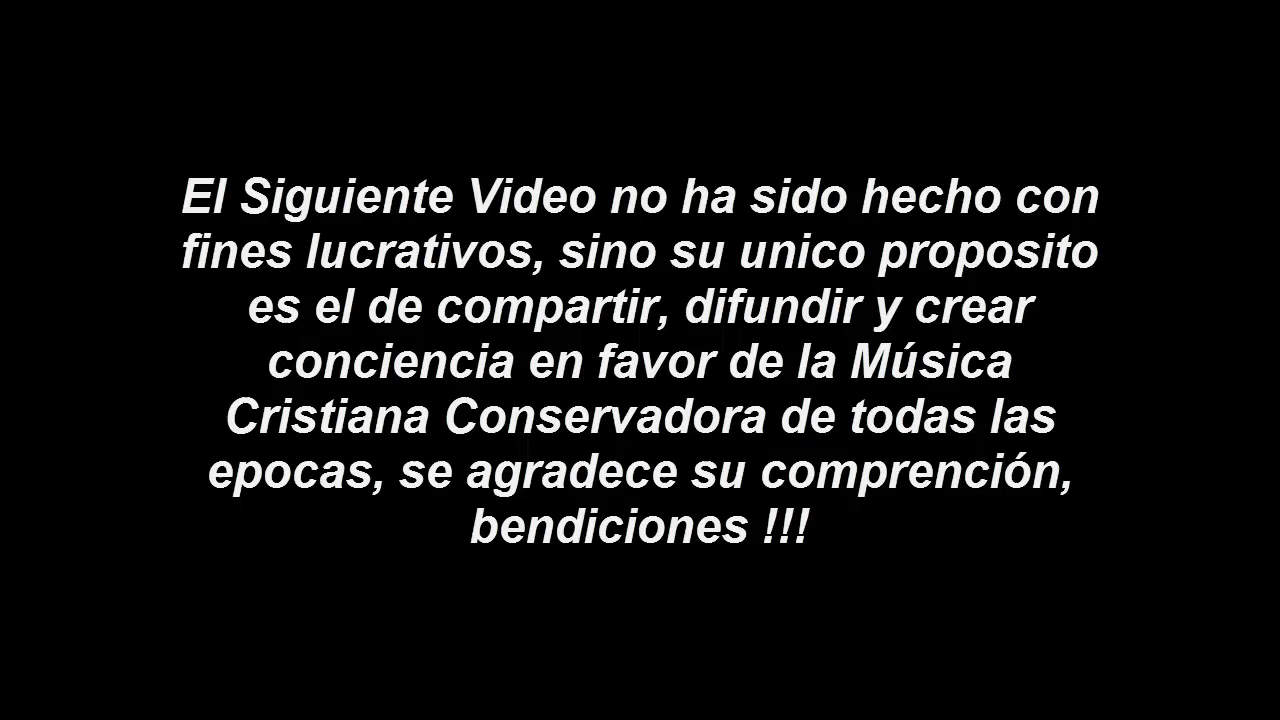 El Siguiente Video no ha sido hecho con
fines lucrativos, sino su unico proposito
es el de compartir, difundir y crear
conciencia en favor de la Música
Cristiana Conservadora de todas las
epocas, se agradece su comprención,
bendiciones !!!